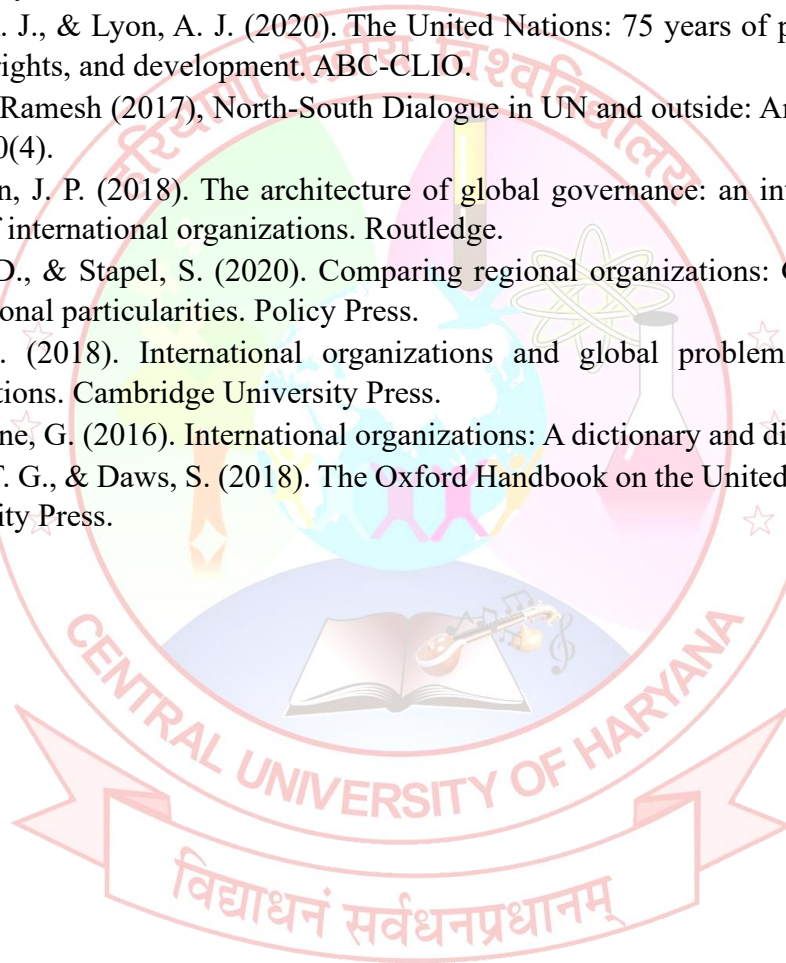 . J., & Lyon, A. J. (2020). The United Nations: 75 years of p
rights, and development. ABC-CLIO.
Ramesh (2017), North-South Dialogue in UN and outside: An
0(4).
n, J. P. (2018). The architecture of global governance: an in
f international organizations. Routledge.
D., & Stapel, S. (2020). Comparing regional organizations: 
onal particularities. Policy Press.
. (2018). International organizations and global problem
tions. Cambridge University Press.
ne, G. (2016). International organizations: A dictionary and di
T. G., & Daws, S. (2018). The Oxford Handbook on the United
ity Press.
हरियाणा केन्द्रीय विश्वविद्यालय
CENTRAL UNIVERSITY OF HARYANA
विद्याधनं सर्वधनप्रधानम्